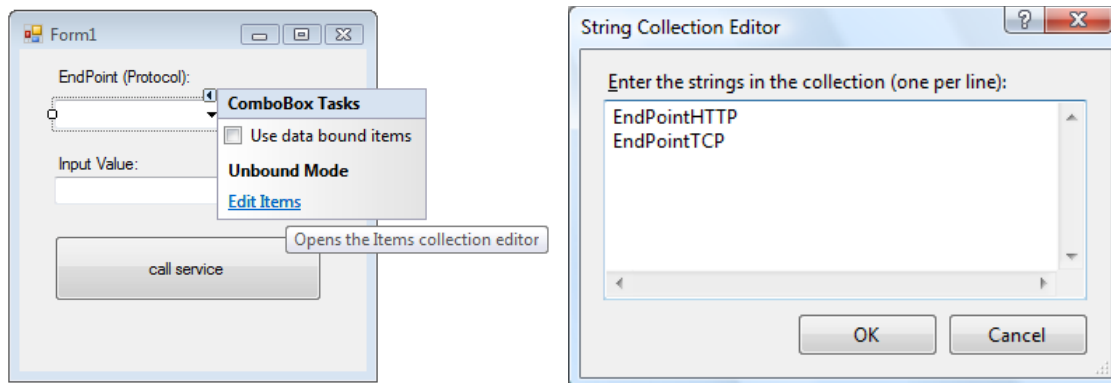 Form1
EndPoint (Protocol):
ComboBox Tasks
Use data bound items
Input Value:
Unbound Mode
Edit Items
Opens the Items collection editor
call service
String Collection Editor
Enter the strings in the collection (one per line):
EndPointHTTP
EndPointTCP
OK
Cancel